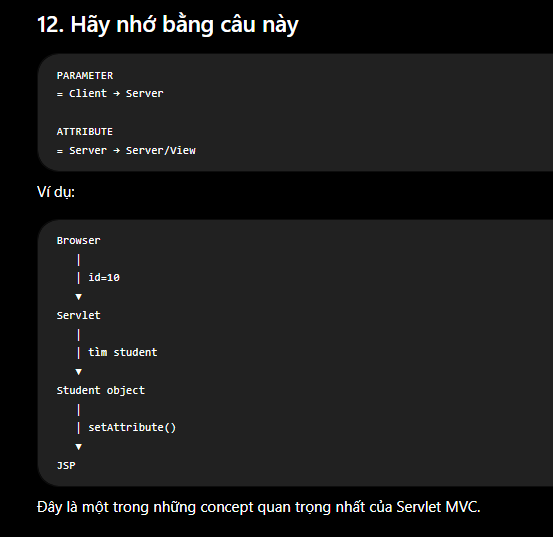 12. Hãy nhớ bằng câu này
PARAMETER
= Client → Server
ATTRIBUTE
= Server → Server/View
Ví dụ:
Browser
|
| id=10
▼
Servlet
|
| tìm student
▼
Student object
|
| setAttribute()
▼
JSP
Đây là một trong những concept quan trọng nhất của Servlet MVC.